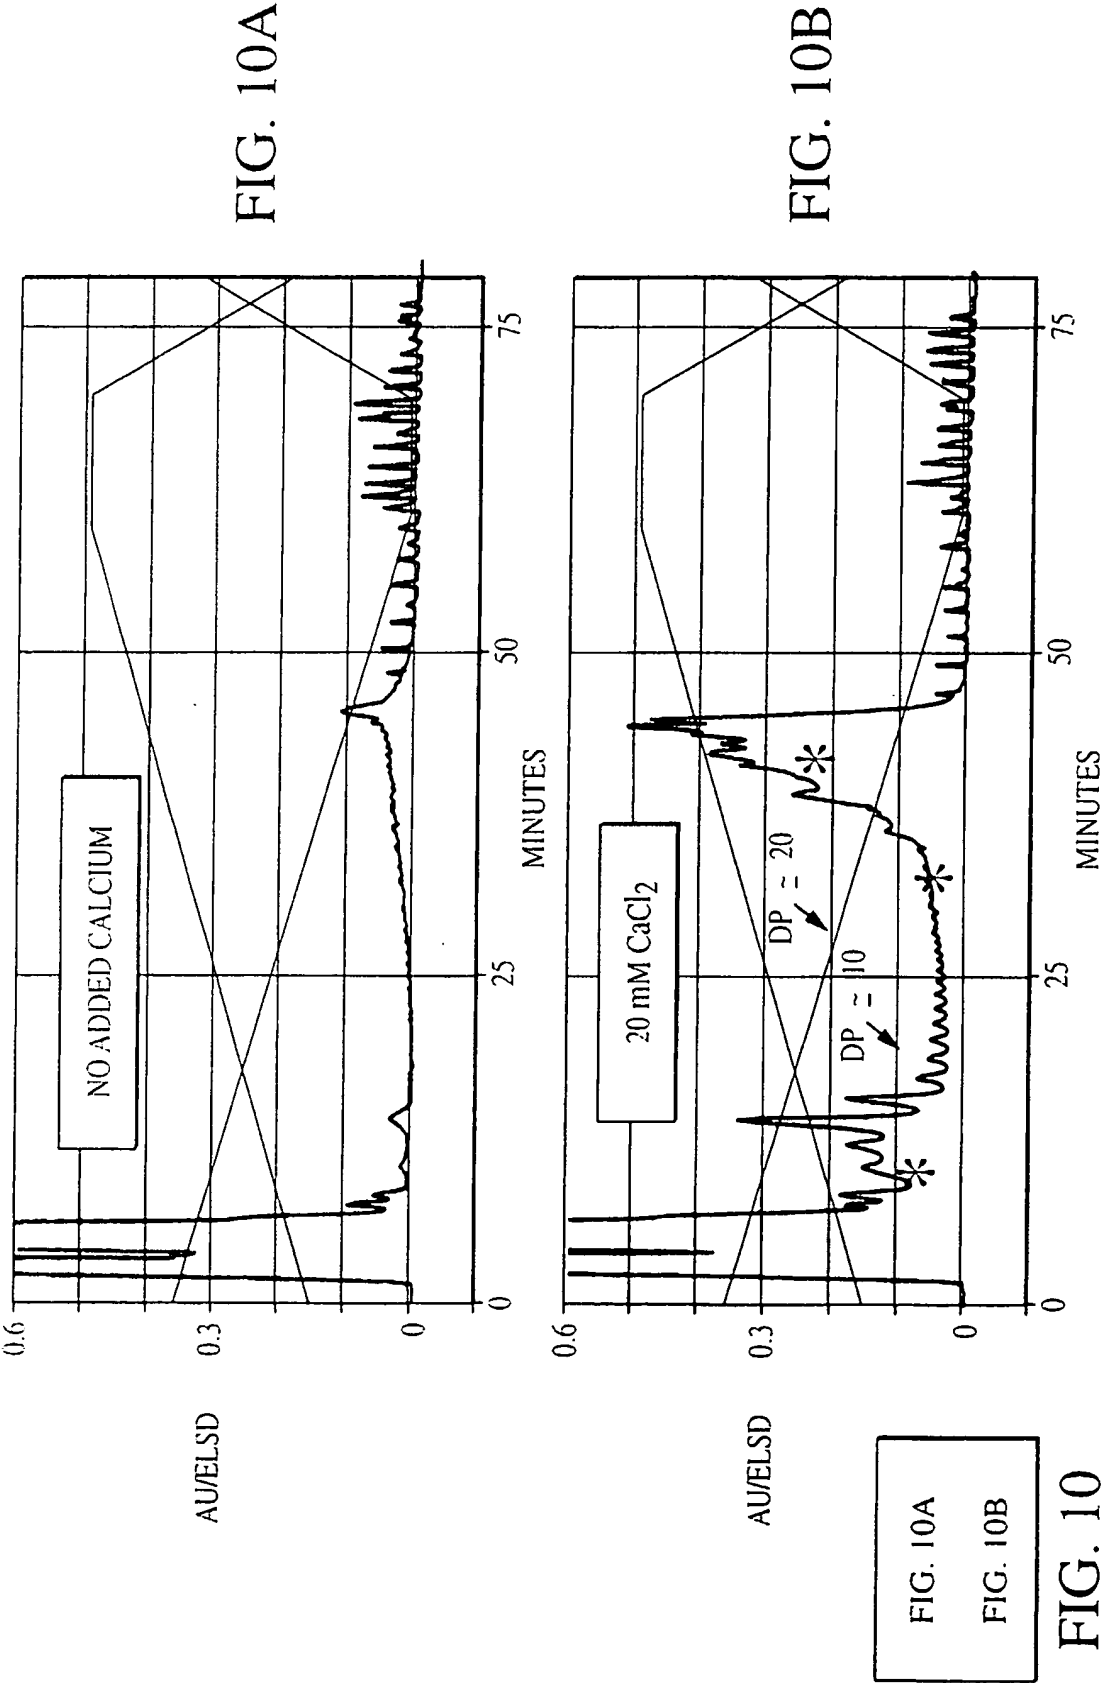 FIG. 10A
NO ADDED CALCIUM
0.6
0.3
0
AU/ELSD
0
25
50
75
MINUTES
FIG. 10B
20 mM CaCl2
DP ≃ 20
DP ≃ 10
*
*
*
0.6
0.3
0
AU/ELSD
0
25
50
75
MINUTES
FIG. 10A
FIG. 10B
FIG. 10